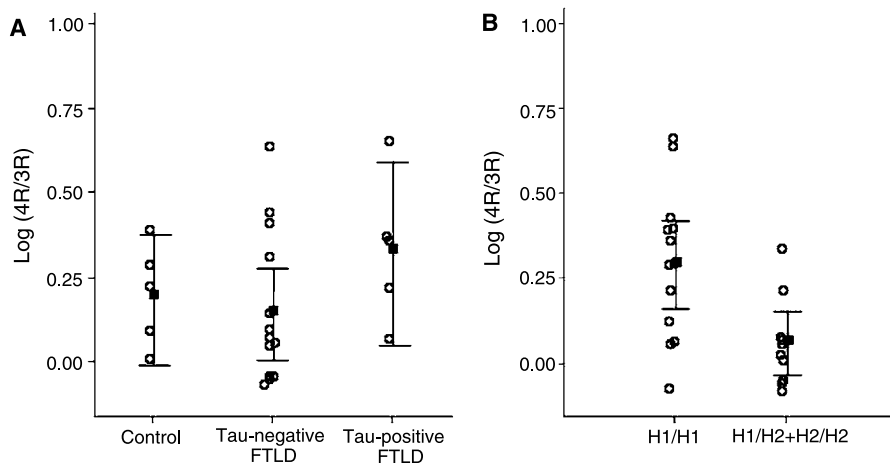 A
1.00
0.75
0.50
0.25
0.00
Log (4R/3R)
Control
Tau-negative
FTLD
Tau-positive
FTLD
B
1.00
0.75
0.50
0.25
0.00
Log (4R/3R)
H1/H1
H1/H2+H2/H2